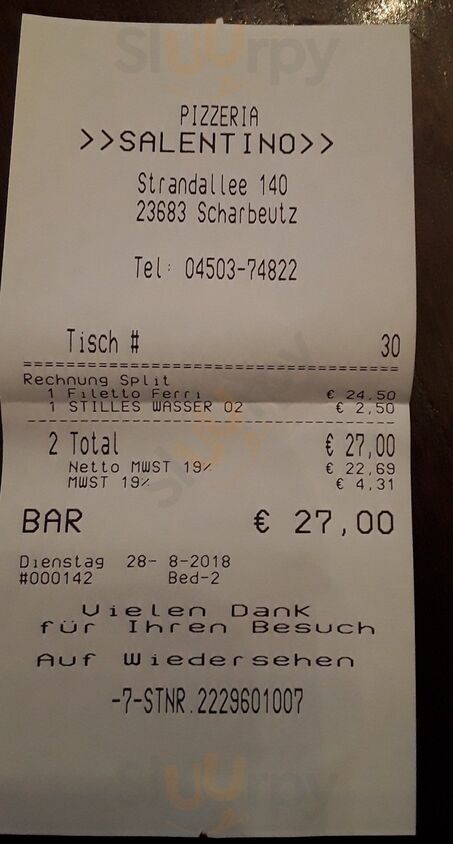 Slurrpy
PIZZERIA
>>SALENTINO>>
Strandallee 140
23683 Scharbeutz
Tel: 04503-74822
Tisch # 30
Rechnung Split
1 Filetto Ferri € 24,50
1 STILLES WASSER 02 € 2,50
2 Total € 27,00
Netto MWST 19% € 22,69
MWST 19% € 4,31
BAR € 27,00
Dienstag 28- 8-2018
#000142 Bed-2
Vielen Dank
für Ihren Besuch
Auf Wiedersehen
-7-STNR.2229601007
Sluurpy